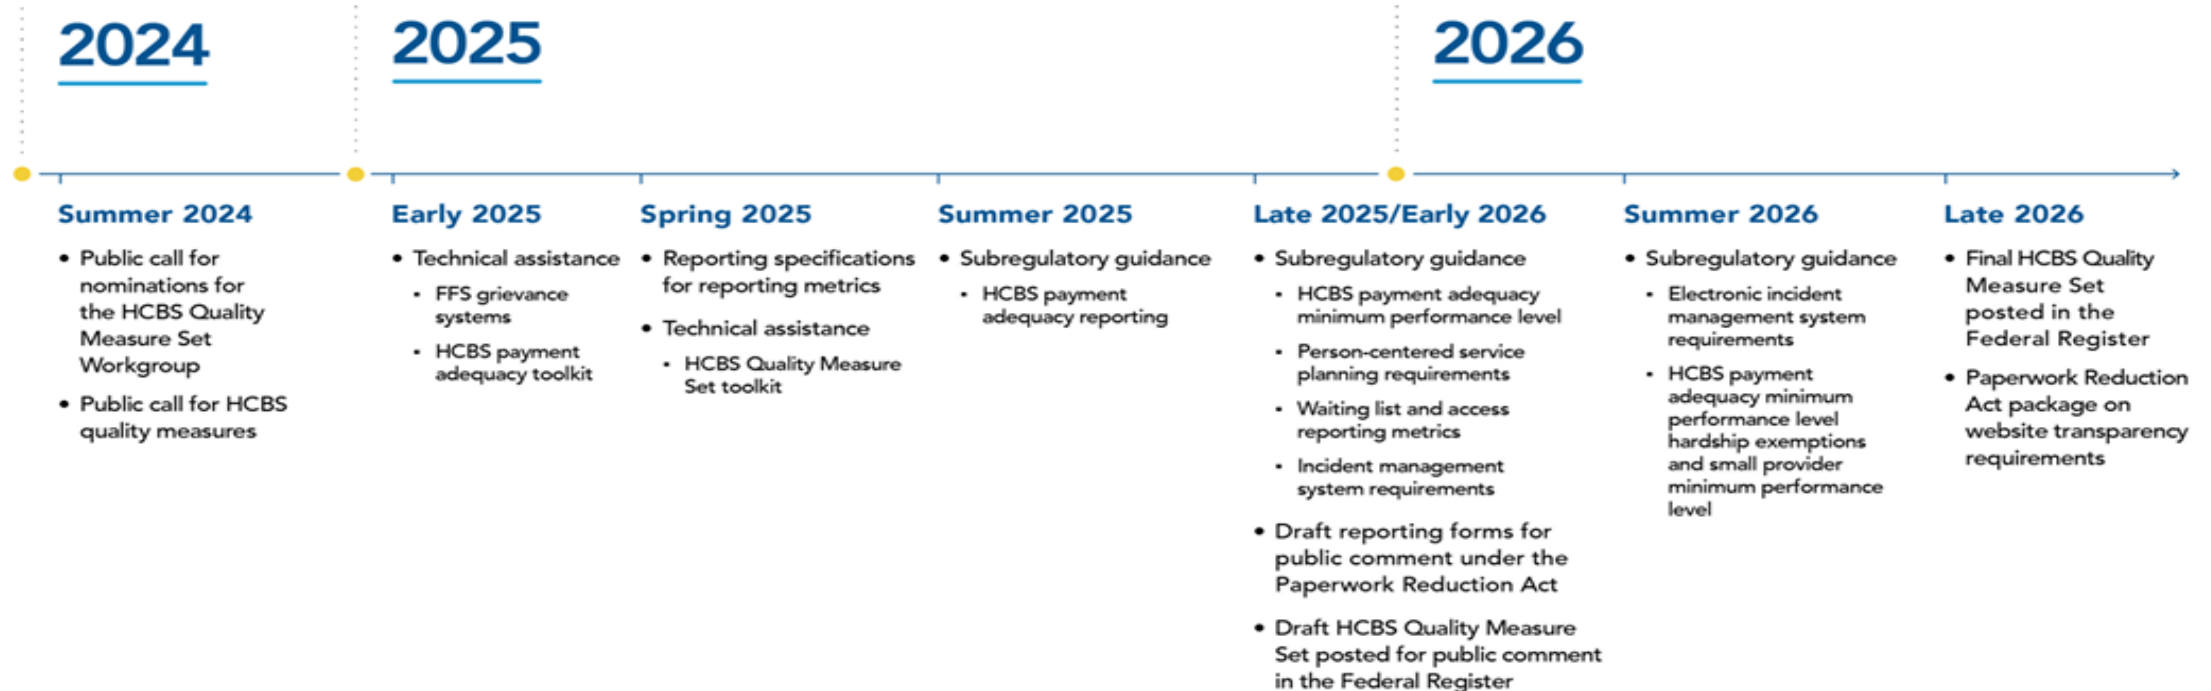 2024
2025
2026
Summer 2024
• Public call for
nominations for
the HCBS Quality
Measure Set
Workgroup
• Public call for HCBS
quality measures
Early 2025
• Technical assistance
▪ FFS grievance
systems
▪ HCBS payment
adequacy toolkit
Spring 2025
• Reporting specifications
for reporting metrics
• Technical assistance
▪ HCBS Quality Measure
Set toolkit
Summer 2025
• Subregulatory guidance
▪ HCBS payment
adequacy reporting
Late 2025/Early 2026
• Subregulatory guidance
▪ HCBS payment adequacy
minimum performance level
▪ Person-centered service
planning requirements
▪ Waiting list and access
reporting metrics
▪ Incident management
system requirements
• Draft reporting forms for
public comment under the
Paperwork Reduction Act
• Draft HCBS Quality Measure
Set posted for public comment
in the Federal Register
Summer 2026
• Subregulatory guidance
▪ Electronic incident
management system
requirements
▪ HCBS payment
adequacy minimum
performance level
hardship exemptions
and small provider
minimum performance
level
Late 2026
• Final HCBS Quality
Measure Set
posted in the
Federal Register
• Paperwork Reduction
Act package on
website transparency
requirements